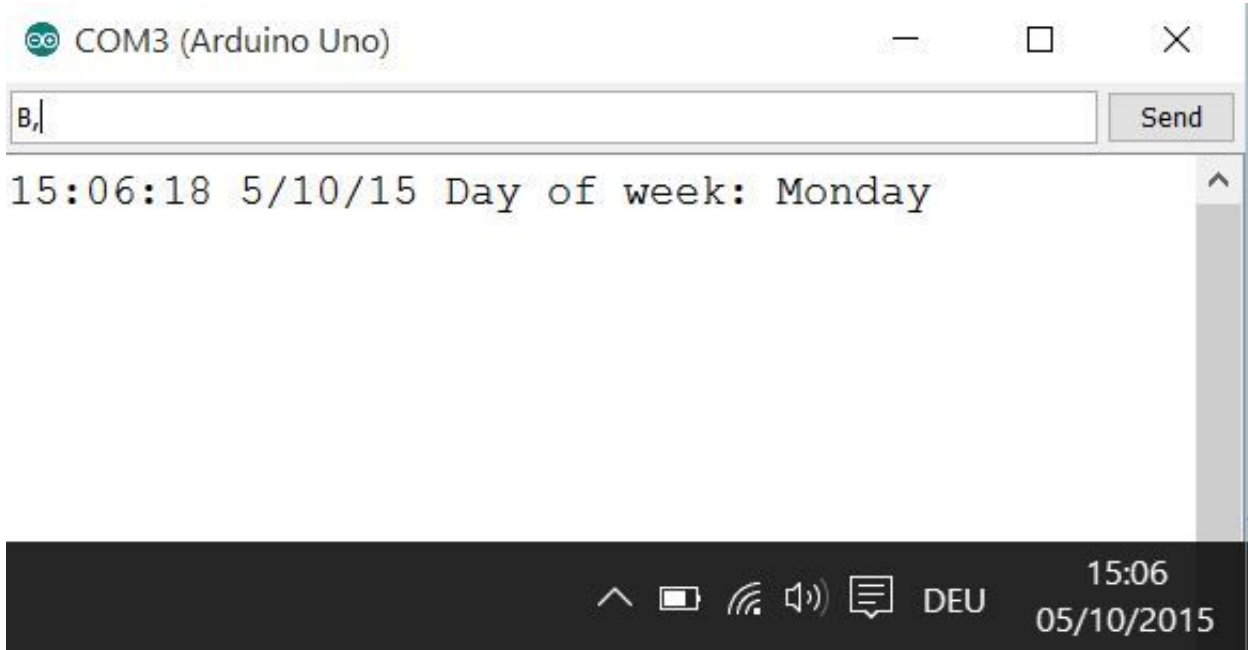 COM3 (Arduino Uno)
B,
Send
15:06:18 5/10/15 Day of week: Monday
DEU
15:06
05/10/2015